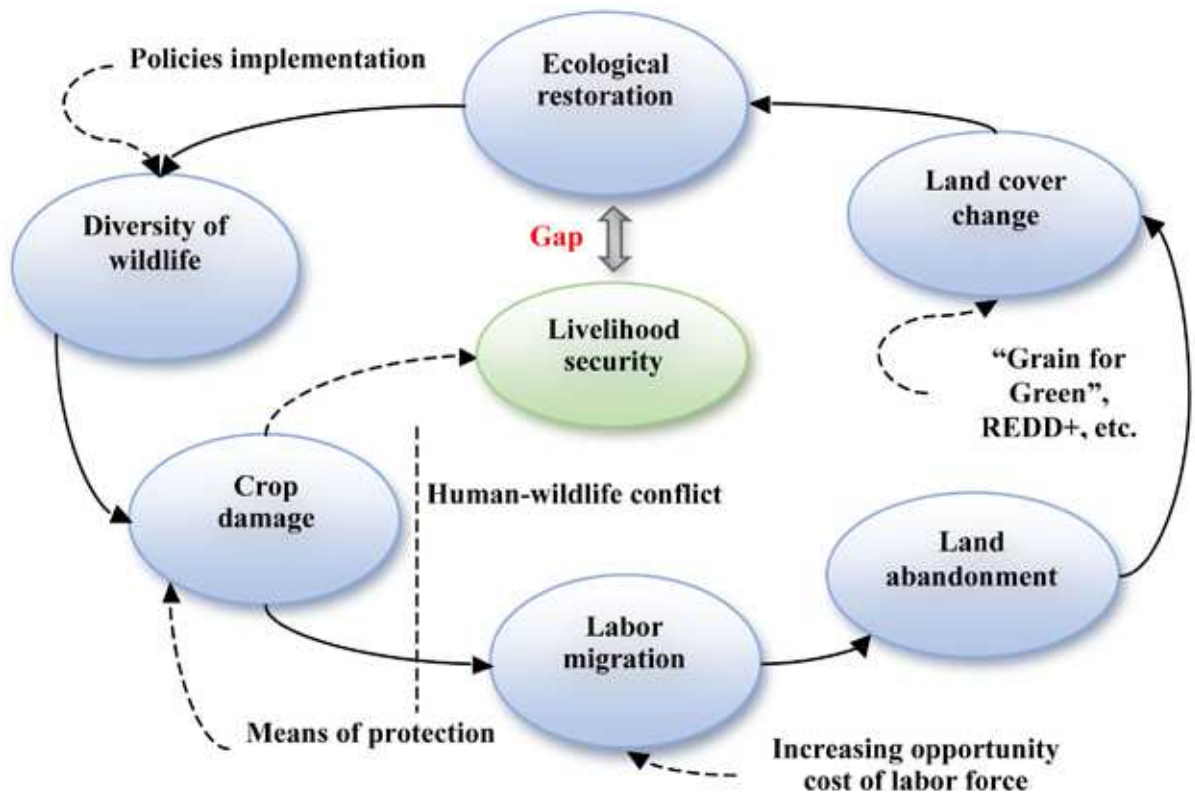 Policies implementation
Ecological
restoration
Land cover
change
Diversity of
wildlife
Gap
Livelihood
security
“Grain for
Green”,
REDD+, etc.
Crop
damage
Human-wildlife conflict
Land
abandonment
Labor
migration
Means of protection
Increasing opportunity
cost of labor force